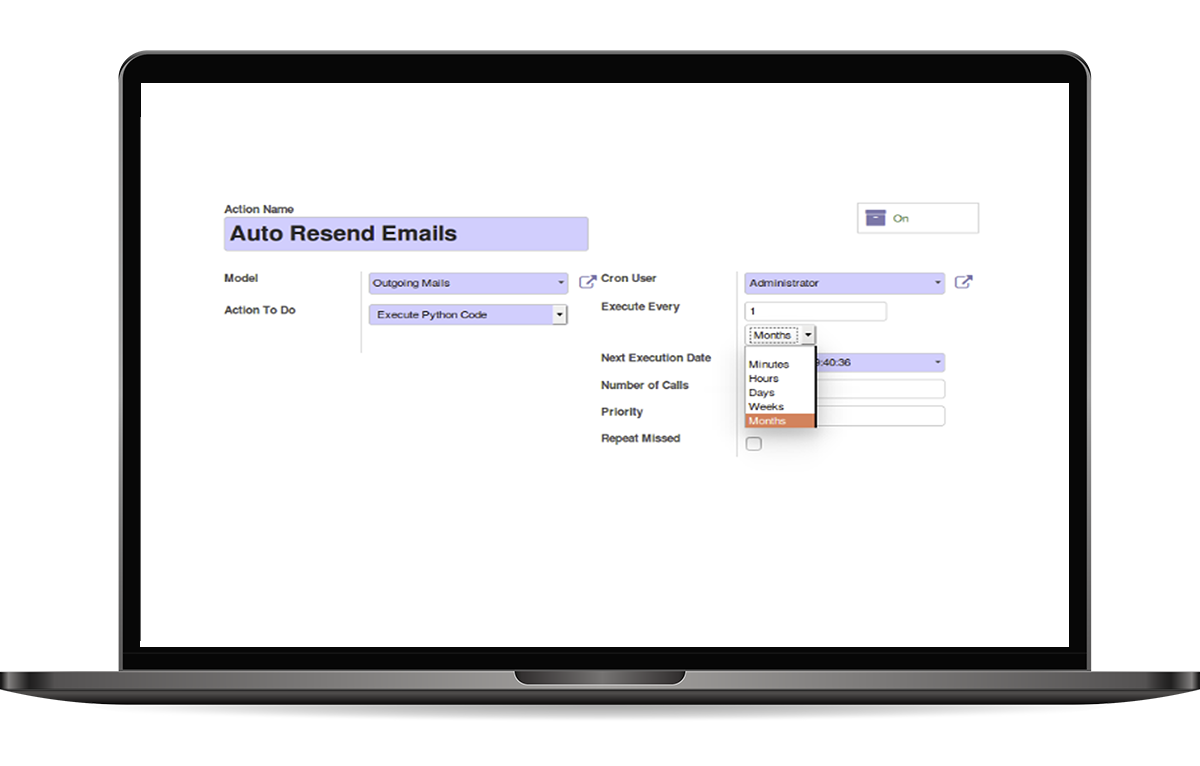 Action Name
Auto Resend Emails
On
Model
Outgoing Mails
Action To Do
Execute Python Code
Cron User
Administrator
Execute Every
1
Months
Minutes
Hours
Days
Weeks
Months
Next Execution Date
9:40:36
Number of Calls
Priority
Repeat Missed